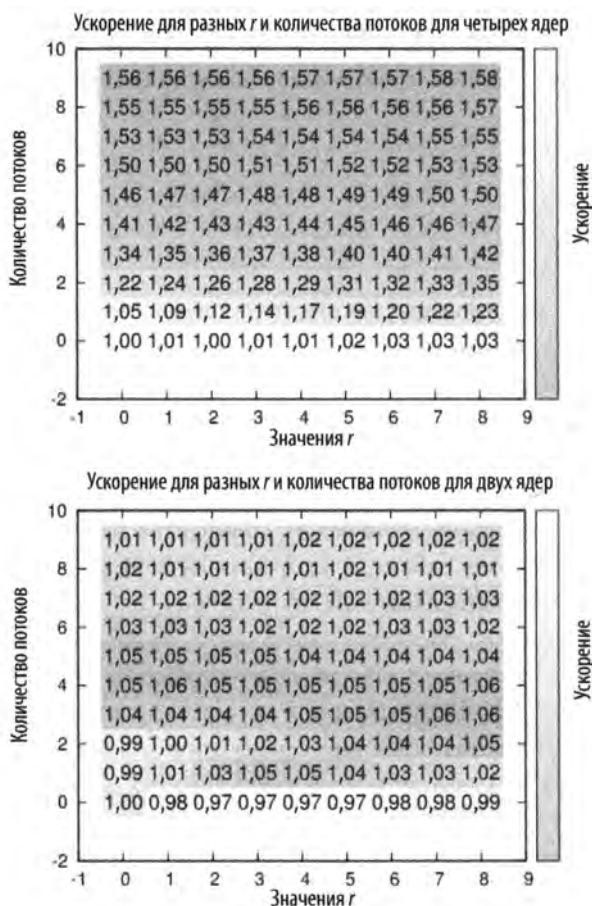 Ускорение для разных r и количества потоков для четырех ядер
10
1,56 1,56 1,56 1,56 1,57 1,57 1,57 1,58 1,58
8 1,55 1,55 1,55 1,55 1,56 1,56 1,56 1,56 1,57
1,53 1,53 1,53 1,54 1,54 1,54 1,54 1,55 1,55
6 1,50 1,50 1,50 1,51 1,51 1,52 1,52 1,53 1,53
1,46 1,47 1,47 1,48 1,48 1,49 1,49 1,50 1,50
4 1,41 1,42 1,43 1,43 1,44 1,45 1,46 1,46 1,47
1,34 1,35 1,36 1,37 1,38 1,40 1,40 1,41 1,42
2 1,22 1,24 1,26 1,28 1,29 1,31 1,32 1,33 1,35
1,05 1,09 1,12 1,14 1,17 1,19 1,20 1,22 1,23
0 1,00 1,01 1,00 1,01 1,01 1,02 1,03 1,03 1,03
-2
-1 0 1 2 3 4 5 6 7 8 9
Значения r
Количество потоков
Ускорение
Ускорение для разных r и количества потоков для двух ядер
10
1,01 1,01 1,01 1,01 1,02 1,02 1,02 1,02 1,02
8 1,02 1,01 1,01 1,01 1,01 1,02 1,01 1,01 1,01
1,02 1,02 1,02 1,02 1,02 1,02 1,02 1,03 1,03
6 1,03 1,03 1,03 1,02 1,02 1,02 1,03 1,03 1,02
1,05 1,05 1,05 1,05 1,04 1,04 1,04 1,04 1,04
4 1,05 1,06 1,05 1,05 1,05 1,05 1,05 1,05 1,06
1,04 1,04 1,04 1,04 1,05 1,05 1,05 1,06 1,06
2 0,99 1,00 1,01 1,02 1,03 1,04 1,04 1,04 1,05
0,99 1,01 1,03 1,05 1,05 1,04 1,03 1,03 1,02
0 1,00 0,98 0,97 0,97 0,97 0,97 0,98 0,98 0,99
-2
-1 0 1 2 3 4 5 6 7 8 9
Значения r
Количество потоков
Ускорение